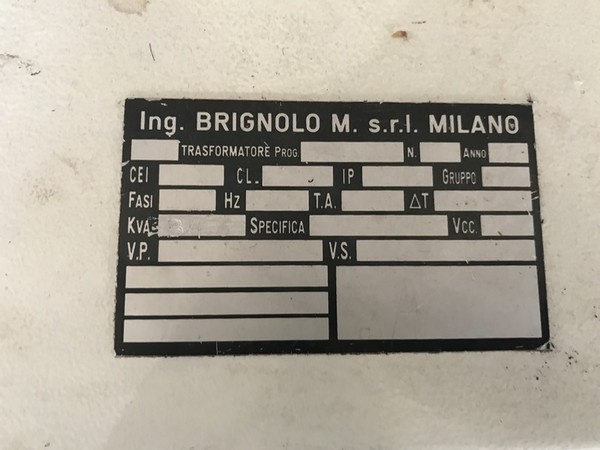 Ing. BRIGNOLO M. s.r.l. MILANO
TRASFORMATORE PROG. N. ANNO
CEI CL. IP GRUPPO
FASI Hz T.A. ΔT
KVA SPECIFICA VCC.
V.P. V.S.